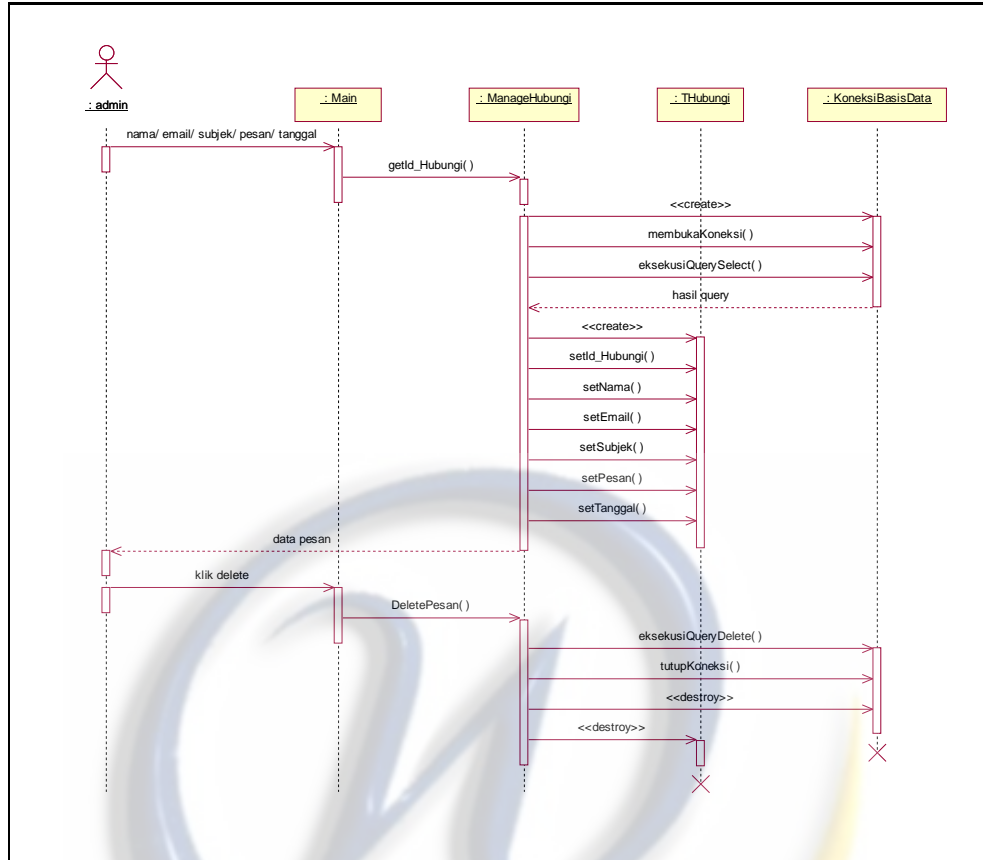 : admin
: Main
: ManageHubungi
: THubungi
: KoneksiBasisData
nama/ email/ subjek/ pesan/ tanggal
getId_Hubungi( )
<<create>>
membukaKoneksi( )
eksekusiQuerySelect( )
hasil query
<<create>>
setId_Hubungi( )
setNama( )
setEmail( )
setSubjek( )
setPesan( )
setTanggal( )
data pesan
klik delete
DeletePesan( )
eksekusiQueryDelete( )
tutupKoneksi( )
<<destroy>>
<<destroy>>